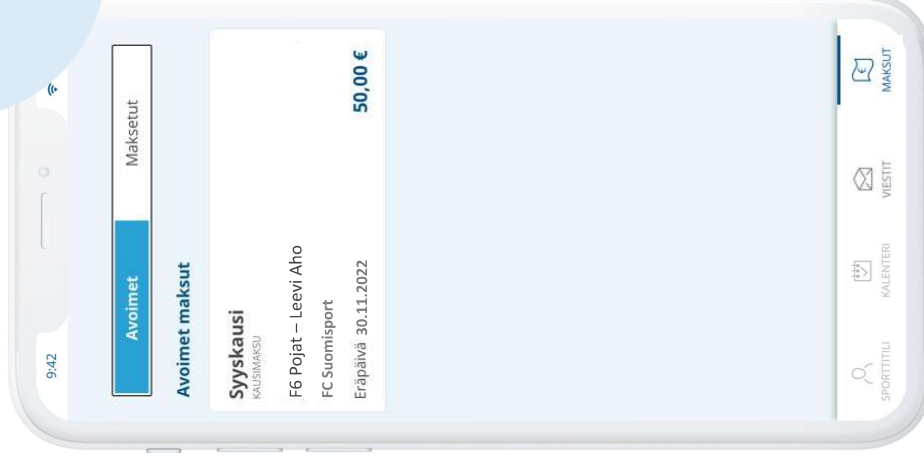 9:42
Avoimet
Maksetut
Avoimet maksut
Syyskausi
KAUSIMAKSU
F6 Pojat – Leevi Aho
FC Suomisport
Eräpäivä 30.11.2022
50,00 €
SPORTTITILI
KALENTERI
VIESTIT
MAKSUT